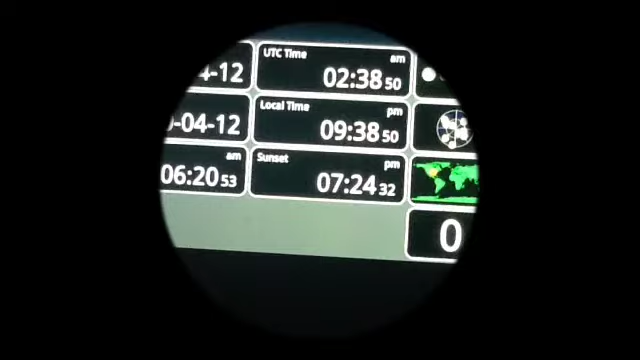 4-12
UTC Time am
02:38 50
-04-12
Local Time pm
09:38 50
am
06:20 53
Sunset pm
07:24 32
0